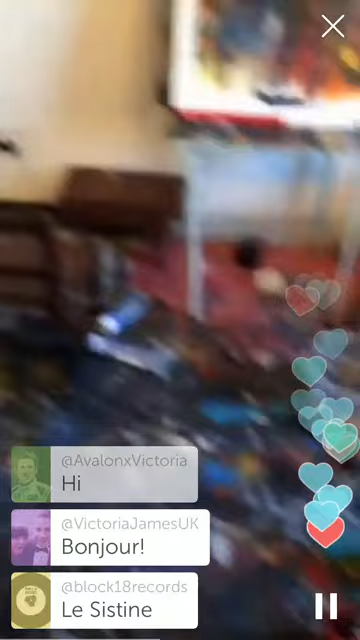 @AvalonxVictoria
Hi
@VictoriaJamesUK
Bonjour!
@block18records
Le Sistine